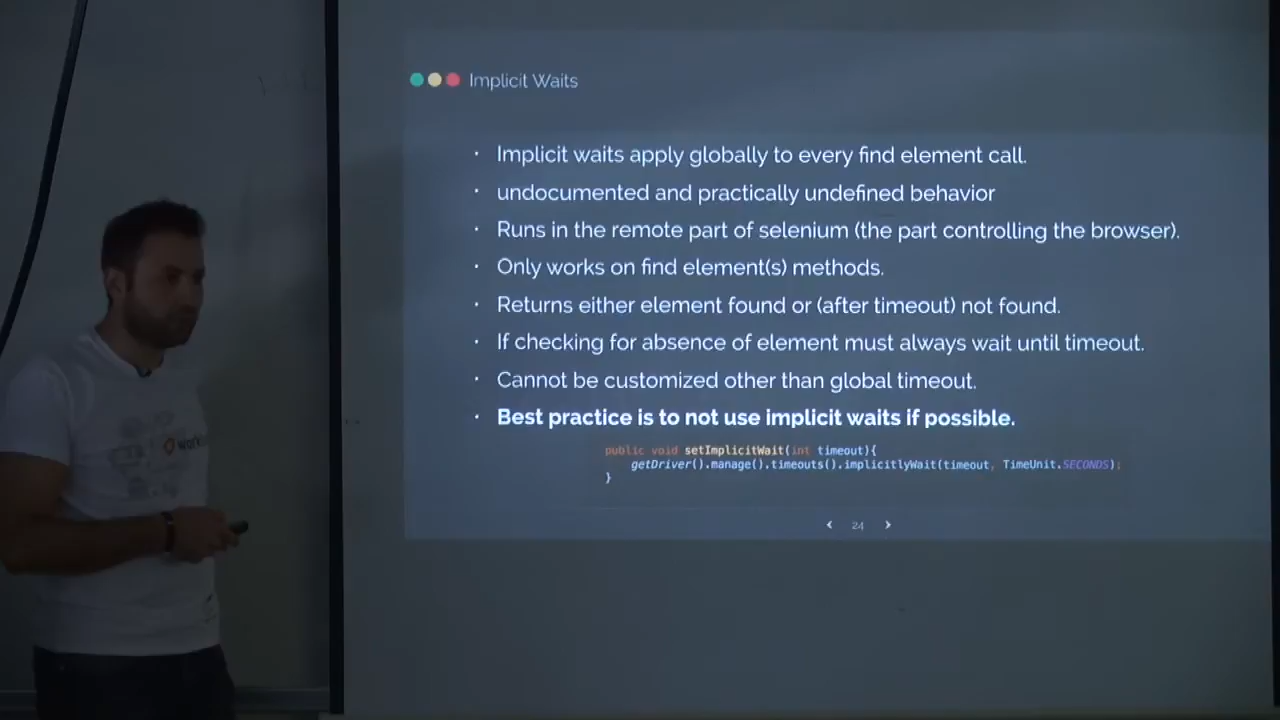 Implicit Waits
· Implicit waits apply globally to every find element call.
· undocumented and practically undefined behavior
· Runs in the remote part of selenium (the part controlling the browser).
· Only works on find element(s) methods.
· Returns either element found or (after timeout) not found.
· If checking for absence of element must always wait until timeout.
· Cannot be customized other than global timeout.
· Best practice is to not use implicit waits if possible.
public void setImplicitWait(int timeout){
getDriver().manage().timeouts().implicitlyWait(timeout, TimeUnit.SECONDS);
}
‹ 24 ›